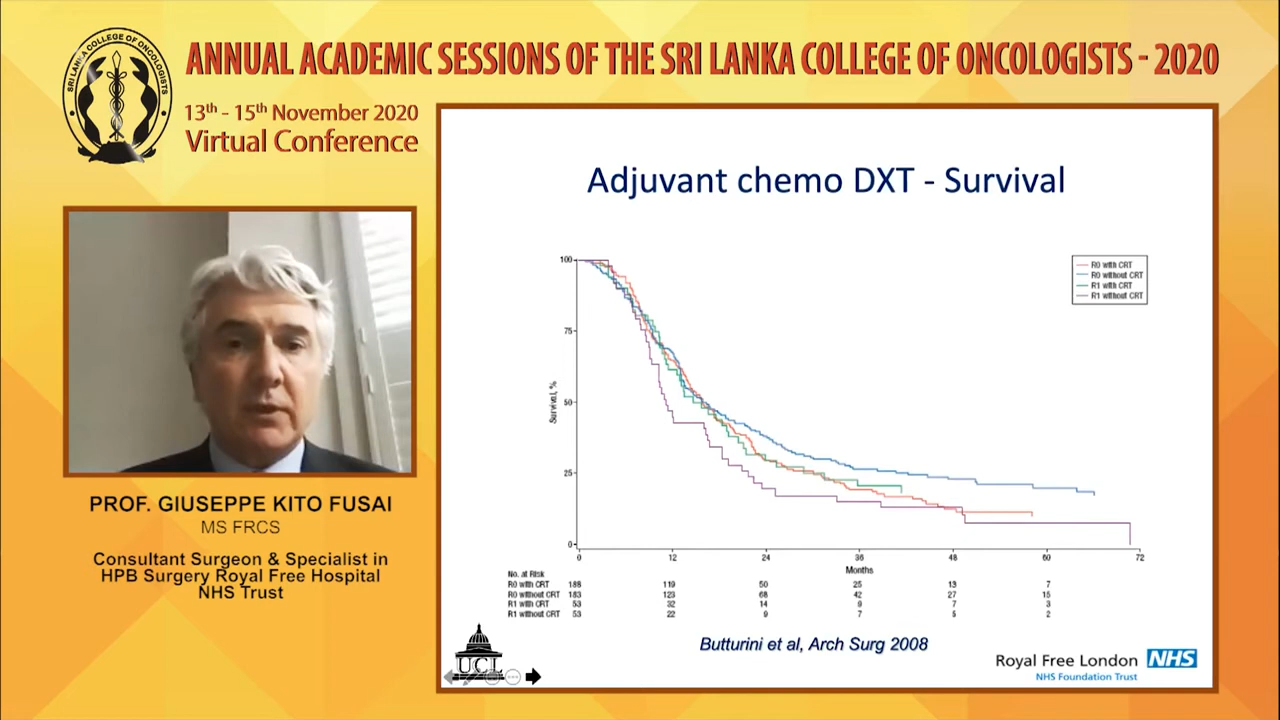 SRI LANKA COLLEGE OF ONCOLOGISTS
ANNUAL ACADEMIC SESSIONS OF THE SRI LANKA COLLEGE OF ONCOLOGISTS - 2020
13th - 15th November 2020
Virtual Conference
PROF. GIUSEPPE KITO FUSAI
MS FRCS
Consultant Surgeon & Specialist in
HPB Surgery Royal Free Hospital
NHS Trust
Adjuvant chemo DXT - Survival
R0 with CRT
R0 without CRT
R1 with CRT
R1 without CRT
Survival, %
100
75
50
25
0
0 12 24 36 48 60 72
Months
No. at Risk
R0 with CRT 188 119 50 25 13 7
R0 without CRT 183 123 68 42 27 15
R1 with CRT 53 32 14 9 7 3
R1 without CRT 53 22 9 7 5 2
Butturini et al, Arch Surg 2008
UCL
Royal Free London NHS
NHS Foundation Trust